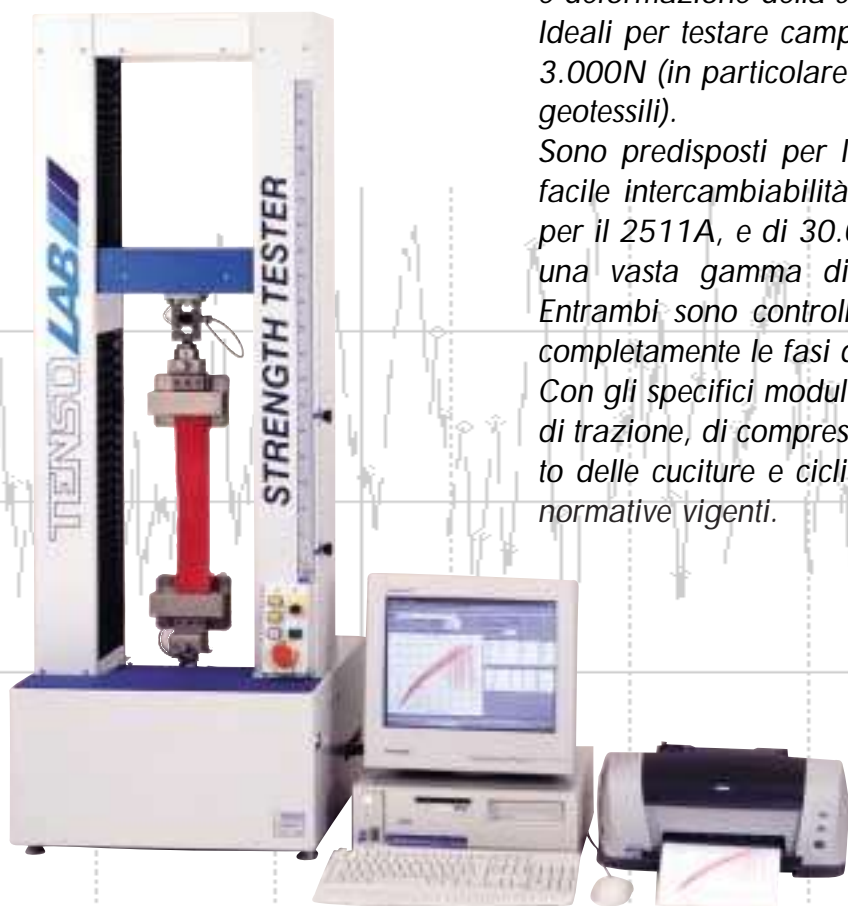 e deformazione della s
Ideali per testare camp
3.000N (in particolare
geotessili).
Sono predisposti per l
facile intercambiabilità
per il 2511A, e di 30.
una vasta gamma di
Entrambi sono controll
completamente le fasi
Con gli specifici modul
di trazione, di compres
to delle cuciture e cicli
normative vigenti.
TENSOLAB
STRENGTH TESTER